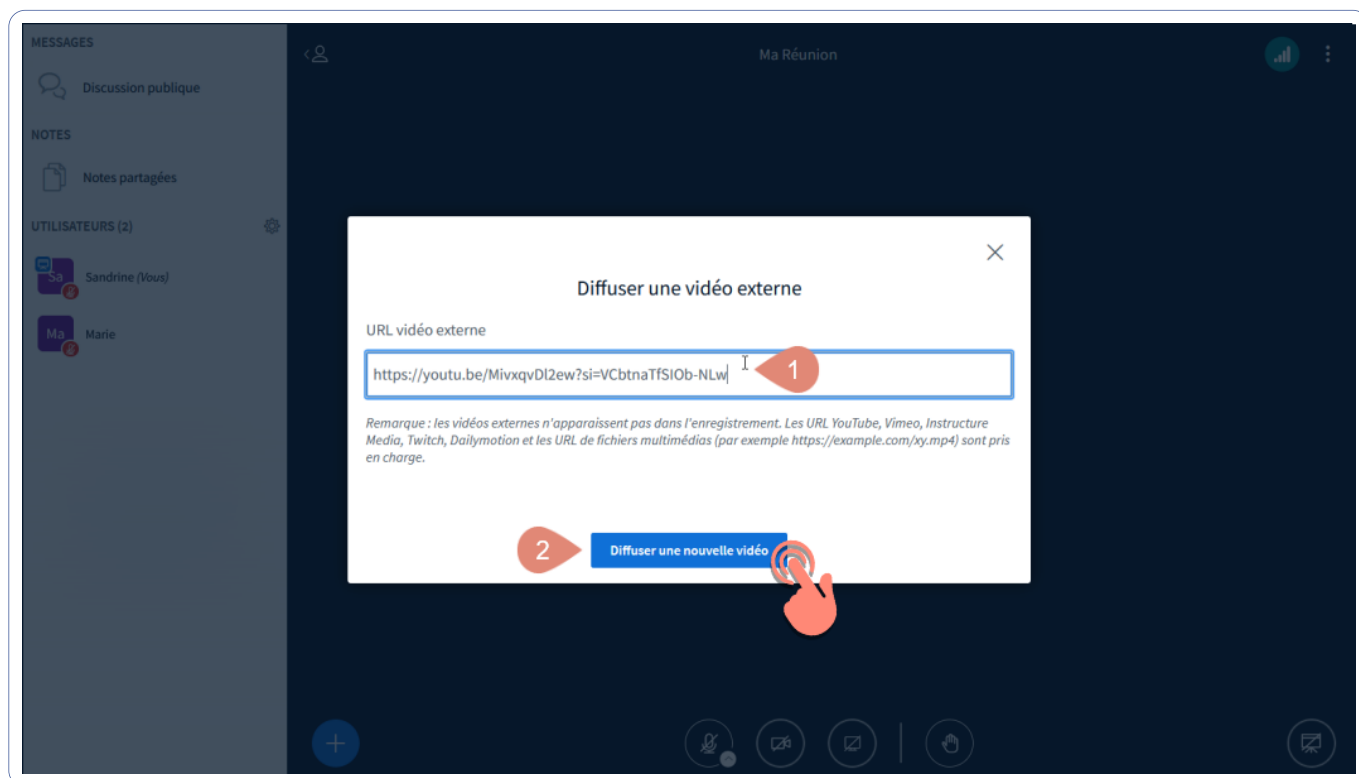 MESSAGES
Discussion publique
NOTES
Notes partagées
UTILISATEURS (2)
Sa
Sandrine (Vous)
Ma
Marie
Ma Réunion
Diffuser une vidéo externe
URL vidéo externe
https://youtu.be/MivxqvDl2ew?si=VCbtnaTfSIOb-NLw
1
Remarque : les vidéos externes n'apparaissent pas dans l'enregistrement. Les URL YouTube, Vimeo, Instructure
Media, Twitch, Dailymotion et les URL de fichiers multimédias (par exemple https://example.com/xy.mp4) sont pris
en charge.
2
Diffuser une nouvelle vidéo